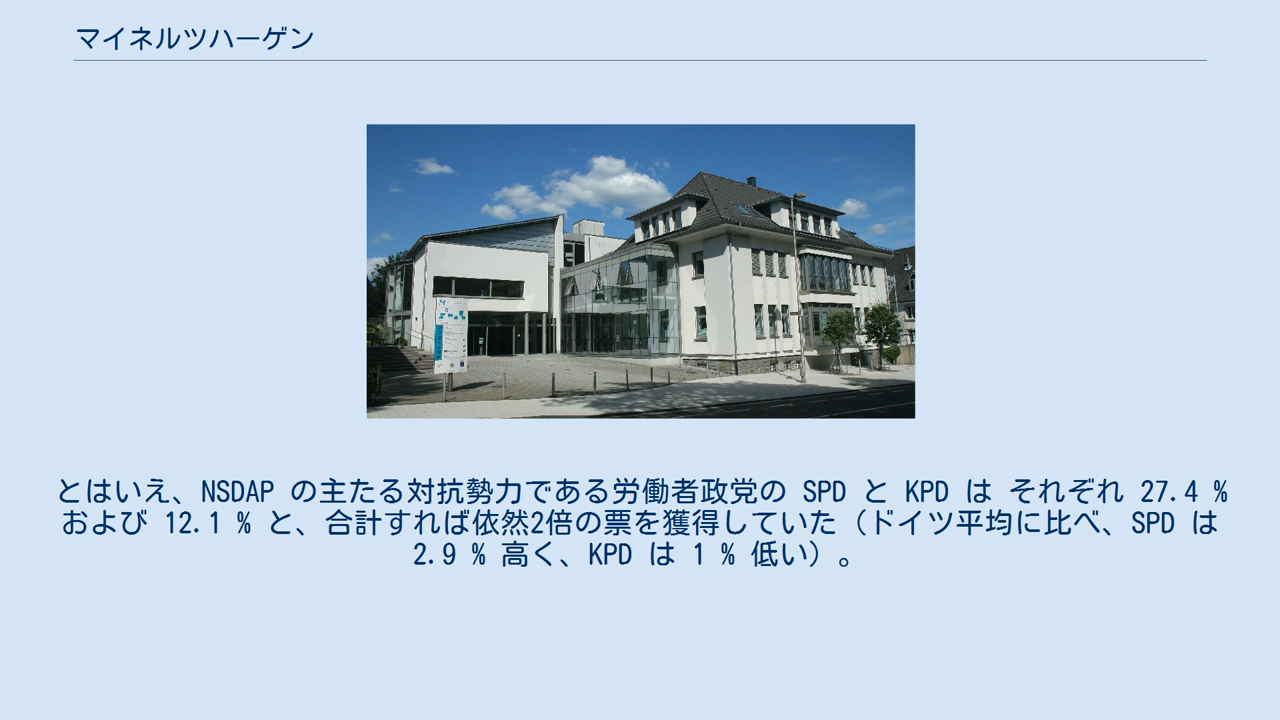 マイネルツハーゲン
とはいえ、NSDAP の主たる対抗勢力である労働者政党の SPD と KPD は それぞれ 27.4 %
および 12.1 % と、合計すれば依然2倍の票を獲得していた（ドイツ平均に比べ、SPD は
2.9 % 高く、KPD は 1 % 低い）。